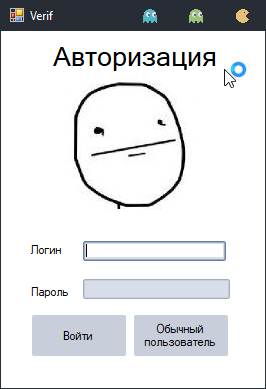 Verif
Авторизация
Логин
Пароль
Войти
Обычный
пользователь